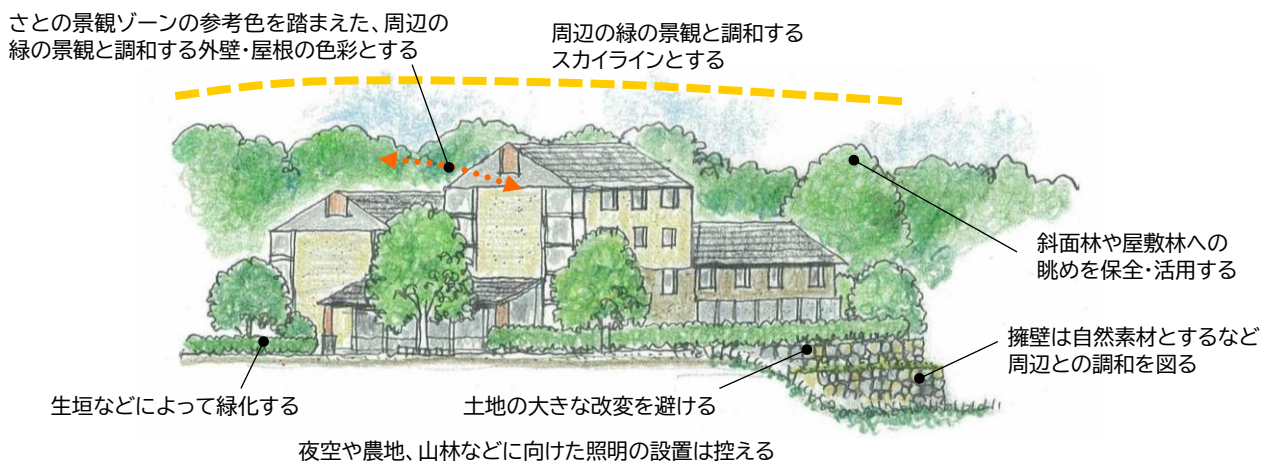 さとの景観ゾーンの参考色を踏まえた、周辺の
緑の景観と調和する外壁・屋根の色彩とする
周辺の緑の景観と調和する
スカイラインとする
斜面林や屋敷林への
眺めを保全・活用する
擁壁は自然素材とするなど
周辺との調和を図る
生垣などによって緑化する
土地の大きな改変を避ける
夜空や農地、山林などに向けた照明の設置は控える